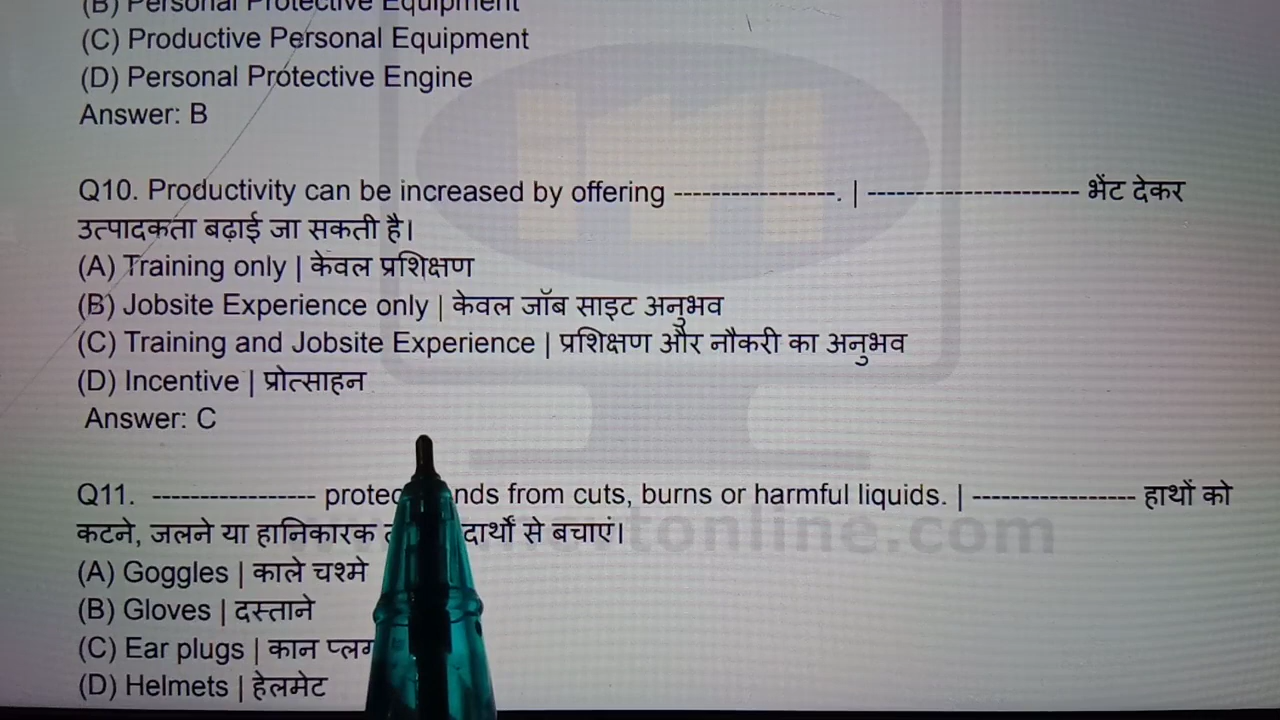 (B) Personal Protective Equipment
(C) Productive Personal Equipment
(D) Personal Protective Engine
Answer: B
Q10. Productivity can be increased by offering -----------------. | ---------------------- भेंट देकर
उत्पादकता बढ़ाई जा सकती है।
(A) Training only | केवल प्रशिक्षण
(B) Jobsite Experience only | केवल जॉब साइट अनुभव
(C) Training and Jobsite Experience | प्रशिक्षण और नौकरी का अनुभव
(D) Incentive | प्रोत्साहन
Answer: C
Q11. ----------------- from cuts, burns or harmful liquids. | ----------------- हाथों को
कटने, जलने या हानिकारक से बचाएं।
(A) Goggles | काले चश्मे
(B) Gloves | दस्ताने
(C) Ear plugs | कान
(D) Helmets | हेलमेट